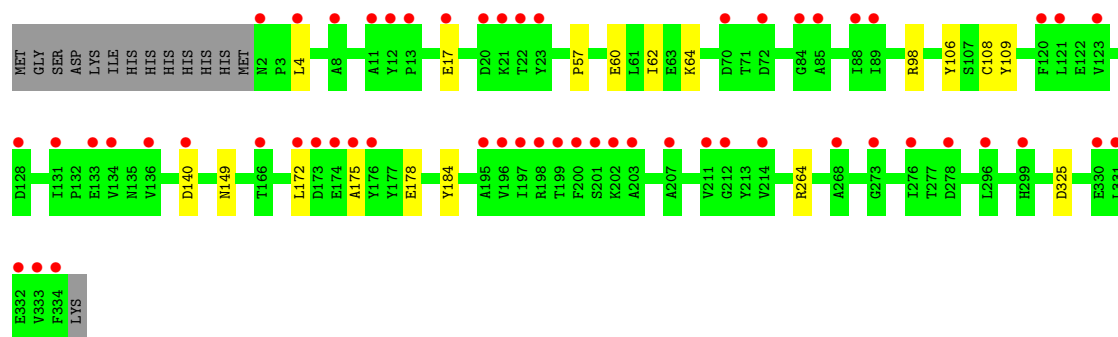 MET GLY SER ASP LYS ILE HIS HIS HIS HIS HIS HIS MET N2 P3 L4 A8 A11 Y12 P13 E17 D20 K21 T22 Y23 P57 E60 L61 I62 E63 K64 D70 T71 D72 G84 A85 I88 I89 R98 Y106 S107 C108 Y109 F120 L121 E122 V123
D128 I131 P132 E133 V134 N135 V136 D140 N149 T166 L172 D173 E174 A175 Y176 Y177 E178 Y184 A195 V196 I197 R198 T199 F200 S201 K202 A203 A207 V211 G212 Y213 V214 R264 A268 G273 I276 T277 D278 L296 H299 D325 E330
E332 V333 F334 LYS